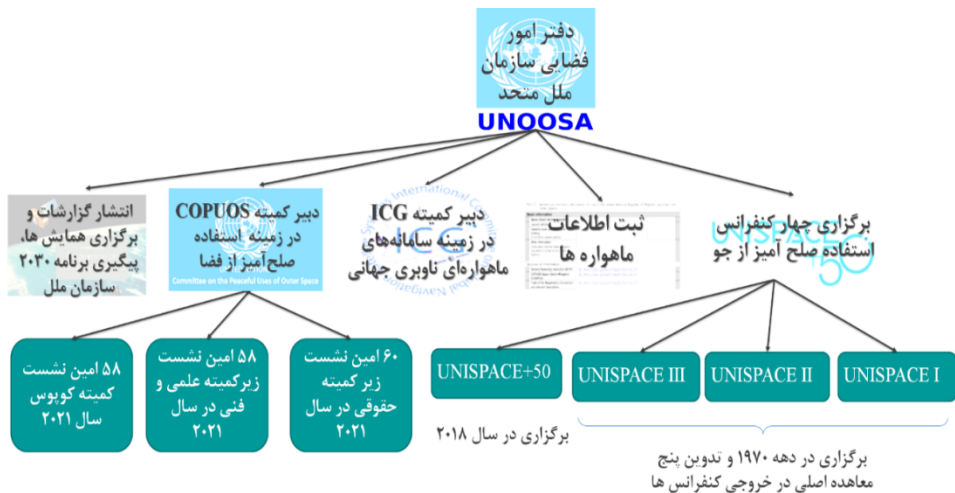 دفتر امور
فضایی سازمان
ملل متحد
UNOOSA
برگزاری چهار کنفرانس
استفاده صلح آمیز از جو
UNISPACE
50
ثبت اطلاعات
ماهواره ها
دبیر کمیته ICG
در زمینه سامانه‌های
ماهواره‌ای ناوبری جهانی
ICG
دبیر کمیته COPUOS
در زمینه استفاده
صلح‌آمیز از فضا
Committee on the Peaceful Uses of Outer Space
انتشار گزارشات و
برگزاری همایش ها،
پیگیری برنامه ۲۰۳۰
سازمان ملل
UNISPACE I
UNISPACE II
UNISPACE III
UNISPACE+50
برگزاری در دهه ۱۹۷۰ و تدوین پنج
معاهده اصلی در خروجی کنفرانس ها
برگزاری در سال ۲۰۱۸
۶۰ امین نشست
زیر کمیته
حقوقی در سال
۲۰۲۱
۵۸ امین نشست
زیرکمیته علمی و
فنی در سال
۲۰۲۱
۵۸ امین نشست
کمیته کوپوس
سال ۲۰۲۱